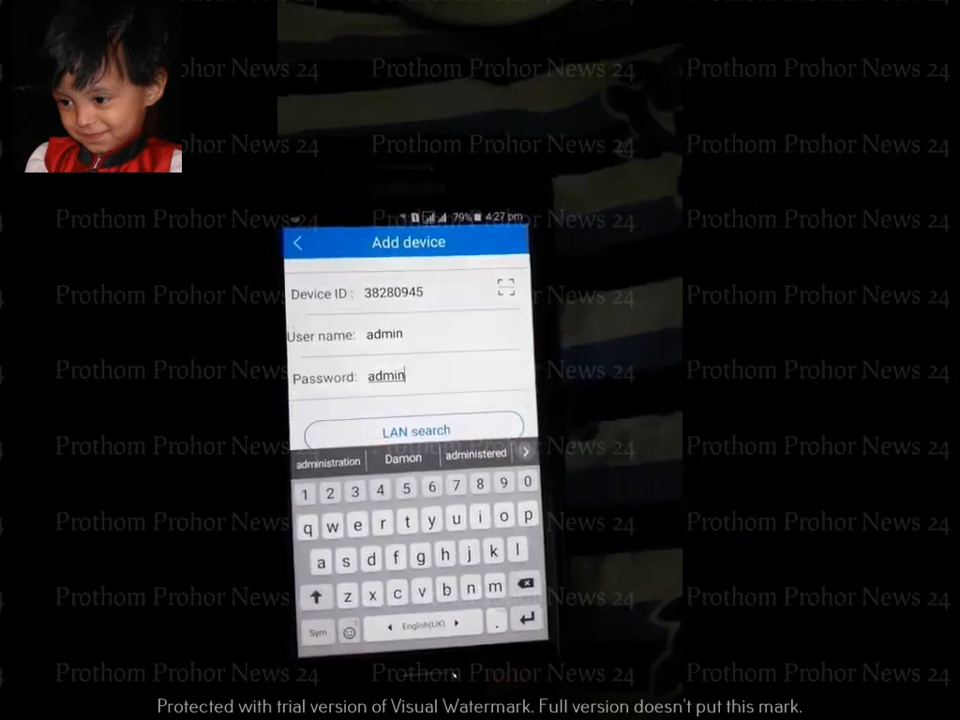 Prothom Prohor News 24
79% 4:27 pm
Add device
Device ID : 38280945
User name: admin
Password: admin
LAN search
administration Damon administered
1 2 3 4 5 6 7 8 9 0
q w e r t y u i o p
a s d f g h j k l
z x c v b n m
Sym English(UK) .
Protected with trial version of Visual Watermark. Full version doesn't put this mark.